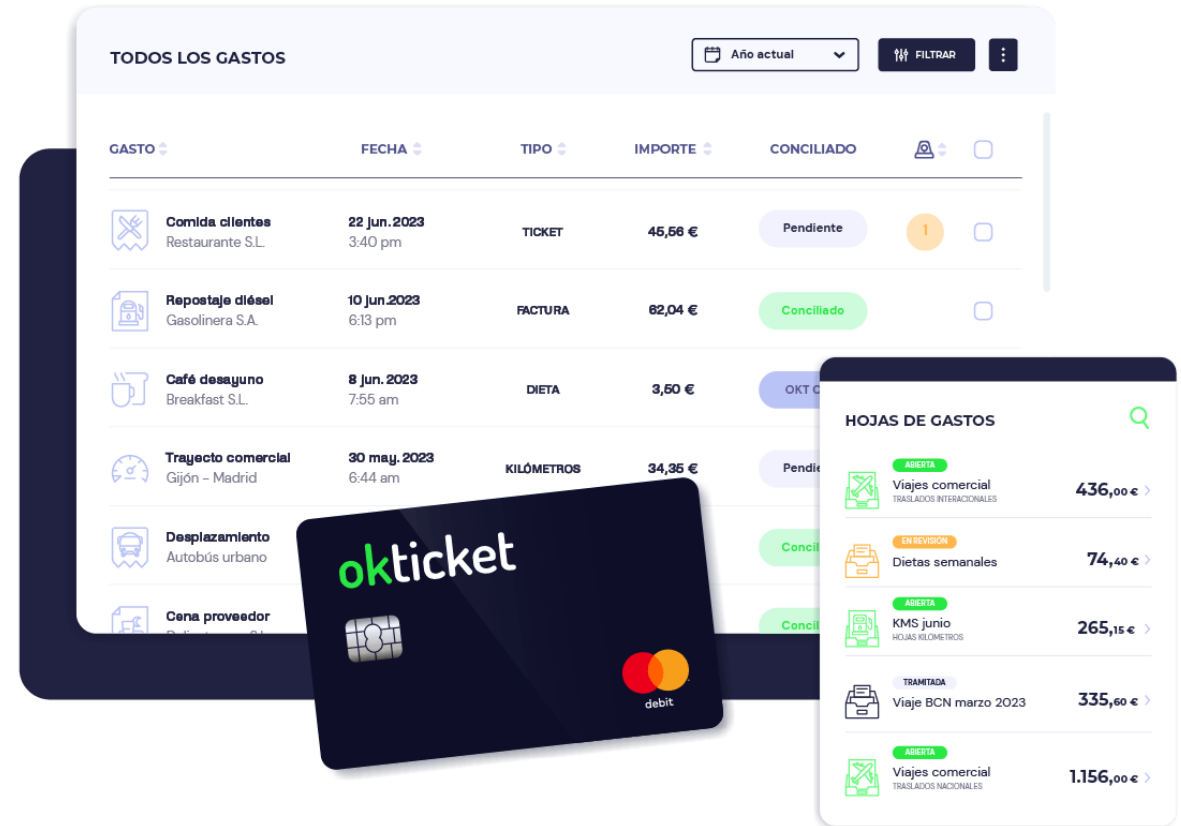 TODOS LOS GASTOS
Año actual
FILTRAR
GASTO FECHA TIPO IMPORTE CONCILIADO
Comida clientes 22 jun. 2023 TICKET 45,56 € Pendiente 1
Restaurante S.L. 3:40 pm
Repostaje diésel 10 jun.2023 FACTURA 62,04 € Conciliado
Gasolinera S.A. 6:13 pm
Café desayuno 8 jun. 2023 DIETA 3,50 € OKT
Breakfast S.L. 7:55 am
Trayecto comercial 30 may. 2023 KILÓMETROS 34,35 € Pendie
Gijón - Madrid 6:44 am
Desplazamiento Concil
Autobús urbano
Cena proveedor Concil
okticket
debit
HOJAS DE GASTOS
ABIERTA
Viajes comercial 436,00 €
TRASLADOS INTERACIONALES
EN REVISIÓN
Dietas semanales 74,40 €
ABIERTA
KMS junio 265,15 €
HOJAS KILOMETROS
TRAMITADA
Viaje BCN marzo 2023 335,60 €
ABIERTA
Viajes comercial 1.156,00 €
TRASLADOS NACIONALES